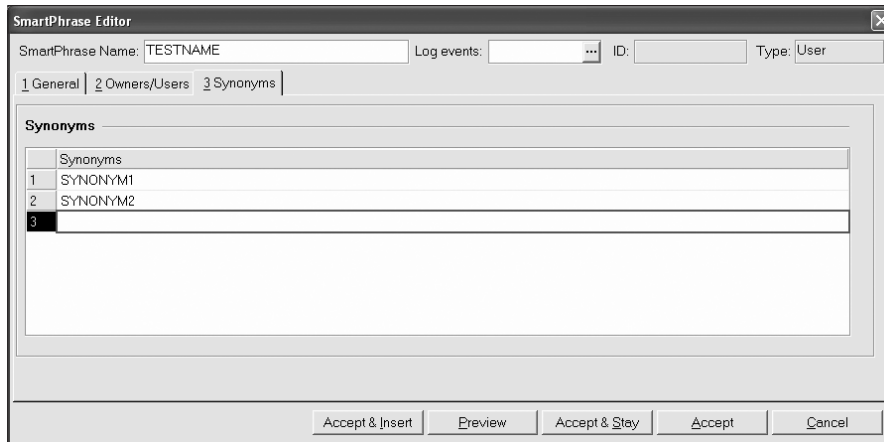 SmartPhrase Editor
SmartPhrase Name: TESTNAME Log events: ... ID: Type: User
1 General 2 Owners/Users 3 Synonyms
Synonyms
Synonyms
1 SYNONYM1
2 SYNONYM2
3
Accept & Insert Preview Accept & Stay Accept Cancel